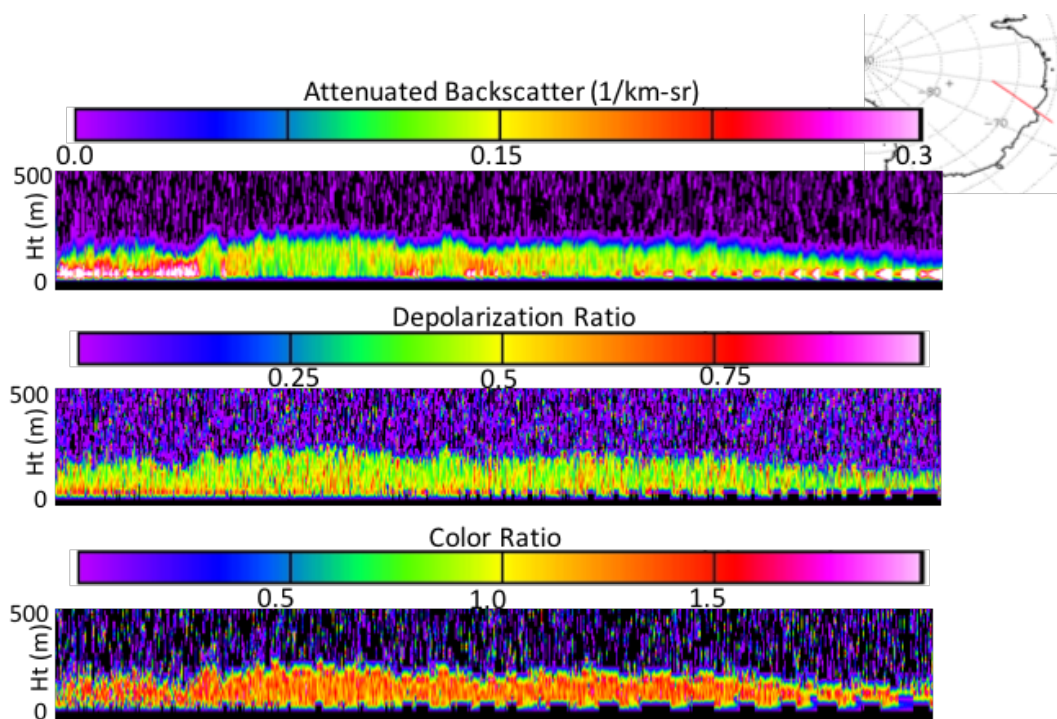 Attenuated Backscatter (1/km-sr)
0.0 0.15 0.3
-80
-70
500
Ht (m)
0
Depolarization Ratio
0.25 0.5 0.75
500
Ht (m)
0
Color Ratio
0.5 1.0 1.5
500
Ht (m)
0